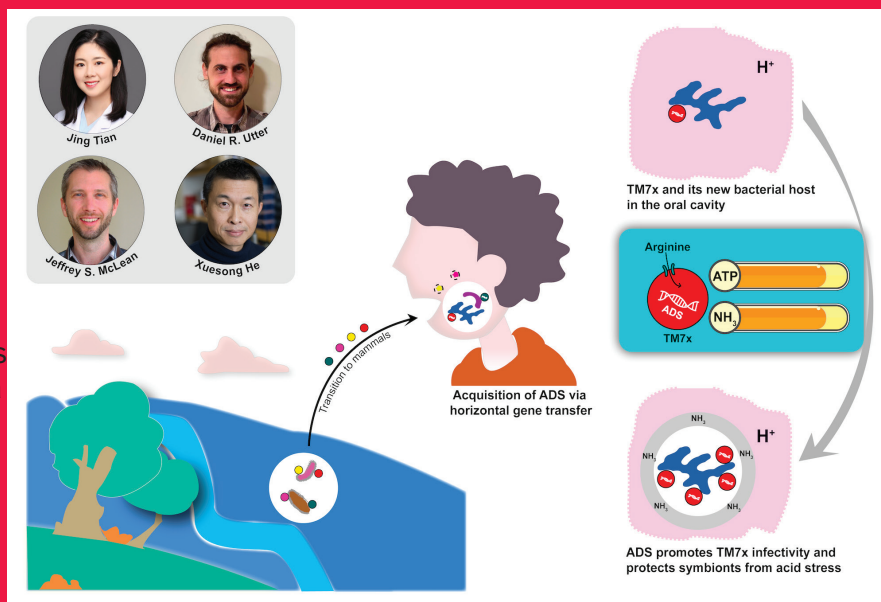 Jing Tian
Daniel R. Utter
Jeffrey S. McLean
Xuesong He
S
Transition to mammals
Acquisition of ADS via
horizontal gene transfer
H+
TM7x and its new bacterial host
in the oral cavity
Arginine
ADS
TM7x
ATP
NH3
NH3
H+
NH3
NH3
NH3
NH3
ADS promotes TM7x infectivity and
protects symbionts from acid stress